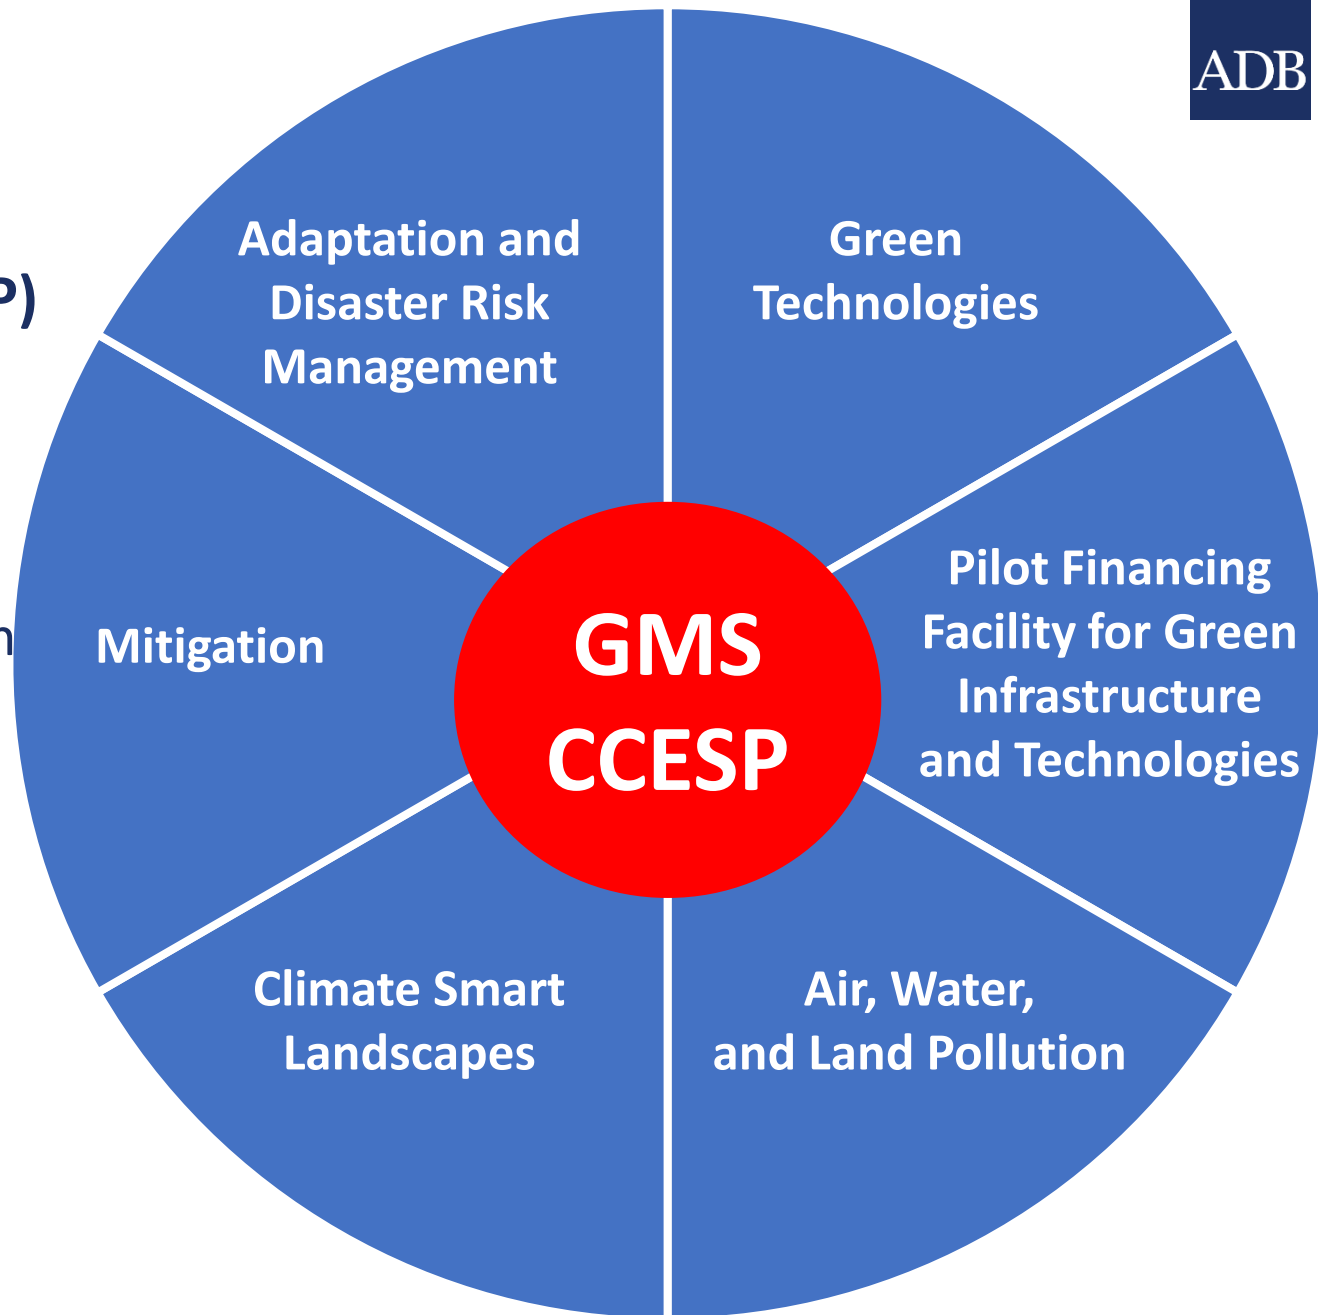 ADB
P)
Adaptation and
Disaster Risk
Management
Green
Technologies
Mitigation
GMS
CCESP
Pilot Financing
Facility for Green
Infrastructure
and Technologies
Climate Smart
Landscapes
Air, Water,
and Land Pollution